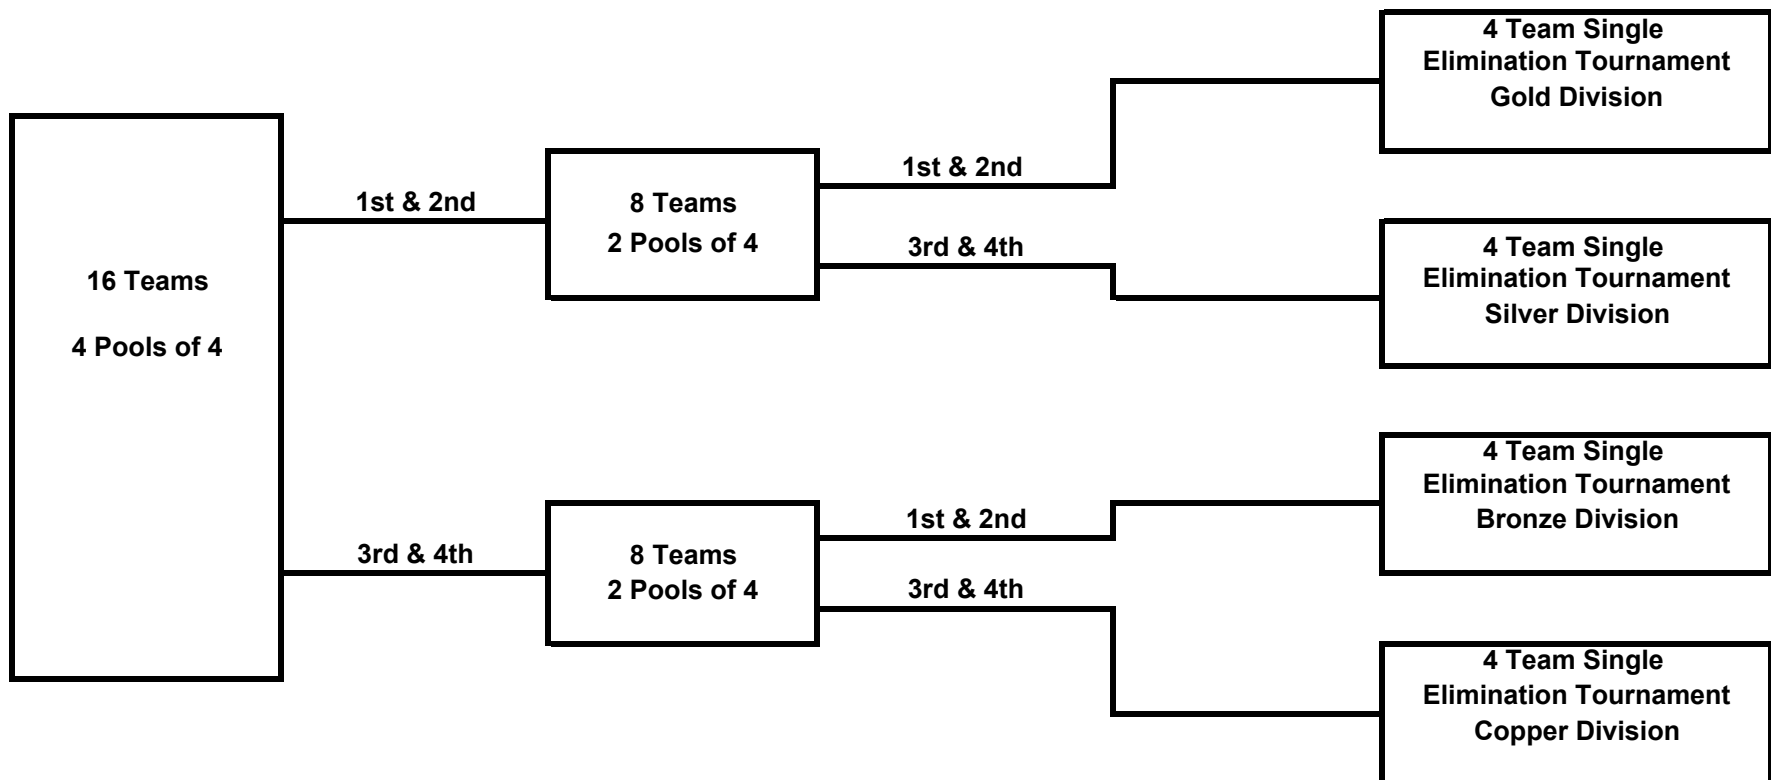 16 Teams
4 Pools of 4
1st & 2nd
3rd & 4th
8 Teams
2 Pools of 4
1st & 2nd
3rd & 4th
8 Teams
2 Pools of 4
1st & 2nd
3rd & 4th
4 Team Single
Elimination Tournament
Gold Division
4 Team Single
Elimination Tournament
Silver Division
4 Team Single
Elimination Tournament
Bronze Division
4 Team Single
Elimination Tournament
Copper Division